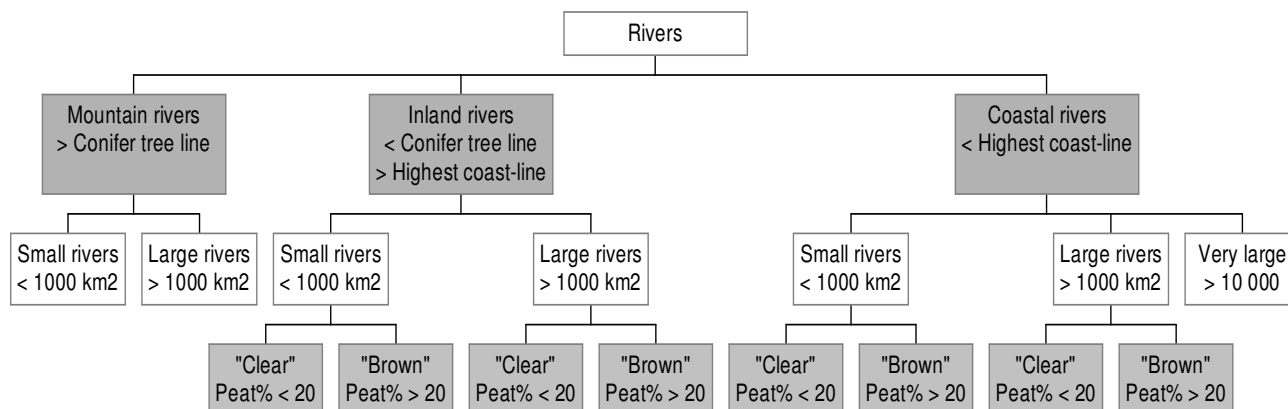 Rivers
Mountain rivers
> Conifer tree line
Inland rivers
< Conifer tree line
> Highest coast-line
Coastal rivers
< Highest coast-line
Small rivers
< 1000 km2
Large rivers
> 1000 km2
Small rivers
< 1000 km2
Large rivers
> 1000 km2
Small rivers
< 1000 km2
Large rivers
> 1000 km2
Very large
> 10 000
"Clear"
Peat% < 20
"Brown"
Peat% > 20
"Clear"
Peat% < 20
"Brown"
Peat% > 20
"Clear"
Peat% < 20
"Brown"
Peat% > 20
"Clear"
Peat% < 20
"Brown"
Peat% > 20